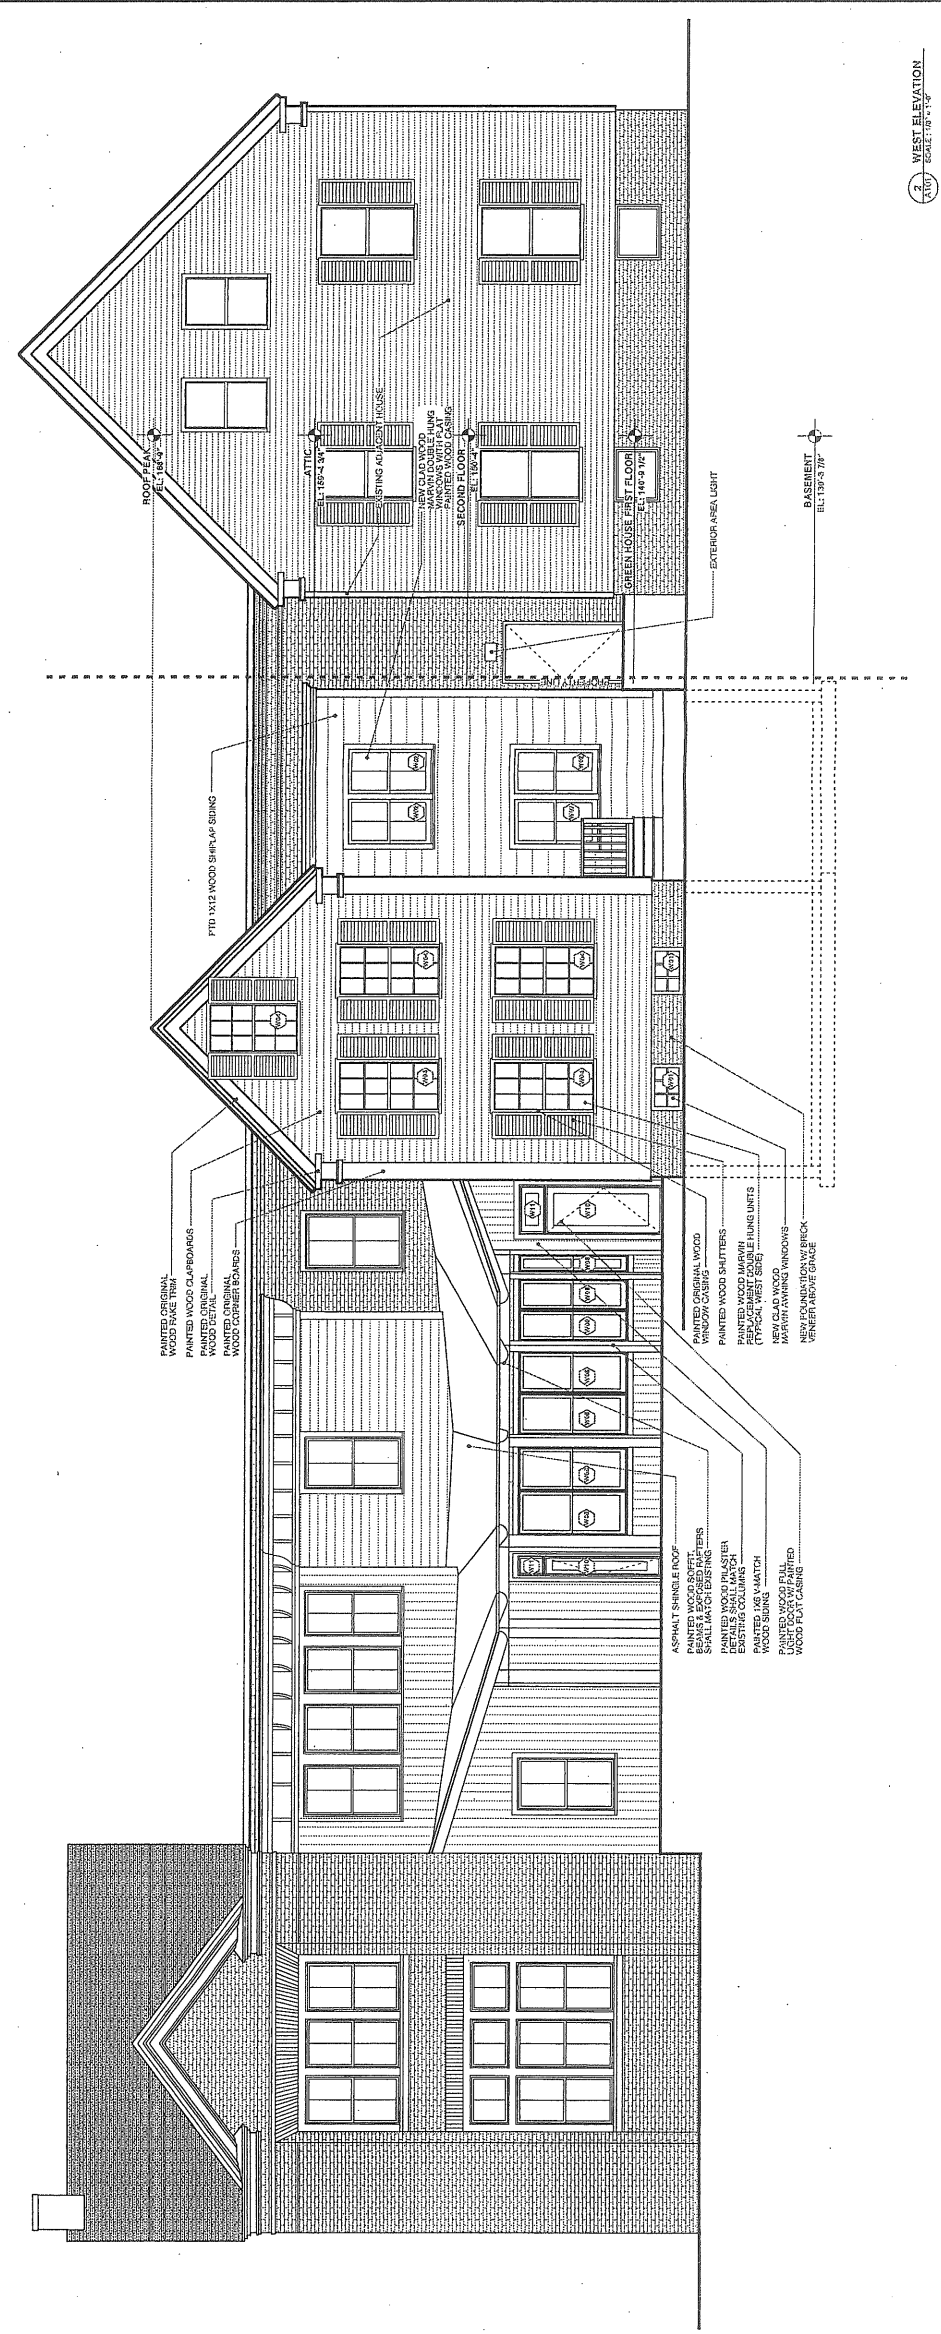 ROOF PEAK
EL: 168'-9"
ATTIC
EL: 159'-4 3/4"
SECOND FLOOR
EL: 150'-4"
GREEN HOUSE FIRST FLOOR
EL: 140'-9 1/2"
BASEMENT
EL: 130'-3 7/8"
EXISTING ADJACENT HOUSE
NEW CLAD WOOD
MARVIN DOUBLE HUNG
WINDOWS WITH FLAT
PAINTED WOOD CASING
EXTERIOR AREA LIGHT
PROPERTY LINE
PTD 1X12 WOOD SHIPLAP SIDING
PAINTED ORIGINAL
WOOD RAKE TRIM
PAINTED WOOD CLAPBOARDS
PAINTED ORIGINAL
WOOD DETAIL
PAINTED ORIGINAL
WOOD CORNER BOARDS
PAINTED ORIGINAL WOOD
WINDOW CASING
PAINTED WOOD SHUTTERS
PAINTED WOOD MARVIN
REPLACEMENT DOUBLE HUNG UNITS
(TYPICAL WEST SIDE)
NEW CLAD WOOD
MARVIN AWNING WINDOWS
NEW FOUNDATION W/ BRICK
VENEER ABOVE GRADE
ASPHALT SHINGLE ROOF
PAINTED WOOD SOFFIT,
BEAMS & EXPOSED RAFTERS
SHALL MATCH EXISTING
PAINTED WOOD PILASTER
DETAILS SHALL MATCH
EXISTING COLUMNS
PAINTED 1X6 V-MATCH
WOOD SIDING
PAINTED WOOD FULL
LIGHT DOOR W/ PAINTED
WOOD FLAT CASING
2
A101
WEST ELEVATION
SCALE: 1/8" = 1'-0"